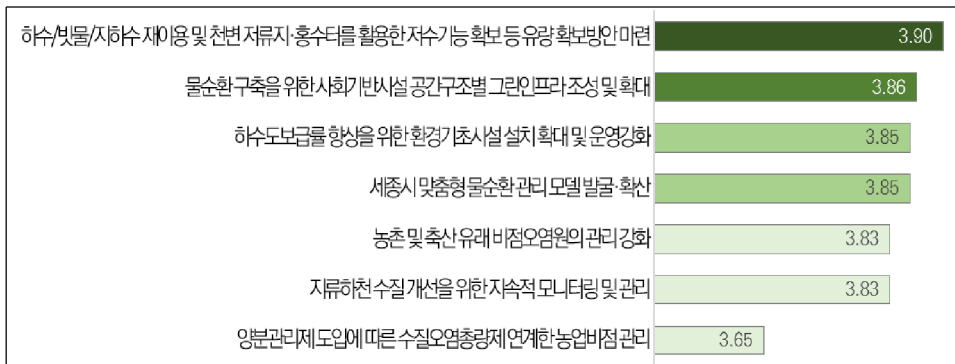 하수/빗물/지하수 재이용 및 천변 저류지·홍수터를 활용한 저수기능 확보 등 유량 확보방안 마련 3.90
물순환 구축을 위한 사회기반시설 공간구조별 그린인프라 조성 및 확대 3.86
하수도보급률 향상을 위한 환경기초시설 설치 확대 및 운영강화 3.85
세종시 맞춤형 물순환 관리 모델 발굴·확산 3.85
농촌 및 축산 유래 비점오염원의 관리 강화 3.83
지류하천 수질 개선을 위한 지속적 모니터링 및 관리 3.83
양분관리제 도입에 따른 수질오염총량제 연계한 농업비점 관리 3.65